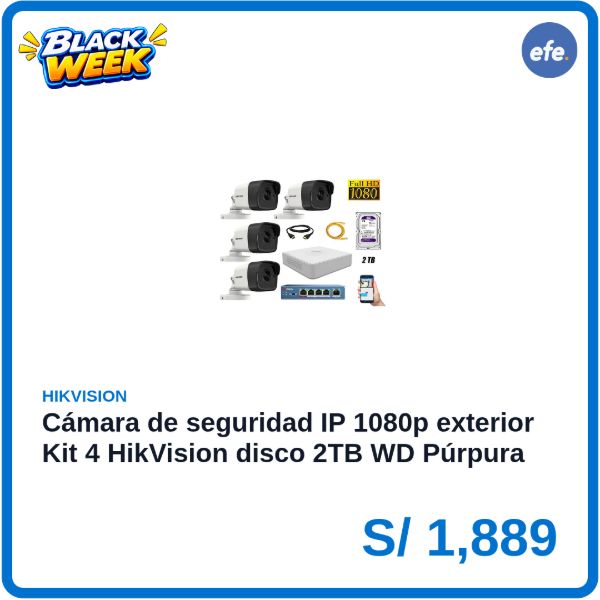 BLACK
WEEK
efe.
Full HD
1080
2 TB
HIKVISION
Cámara de seguridad IP 1080p exterior
Kit 4 HikVision disco 2TB WD Púrpura
S/ 1,889